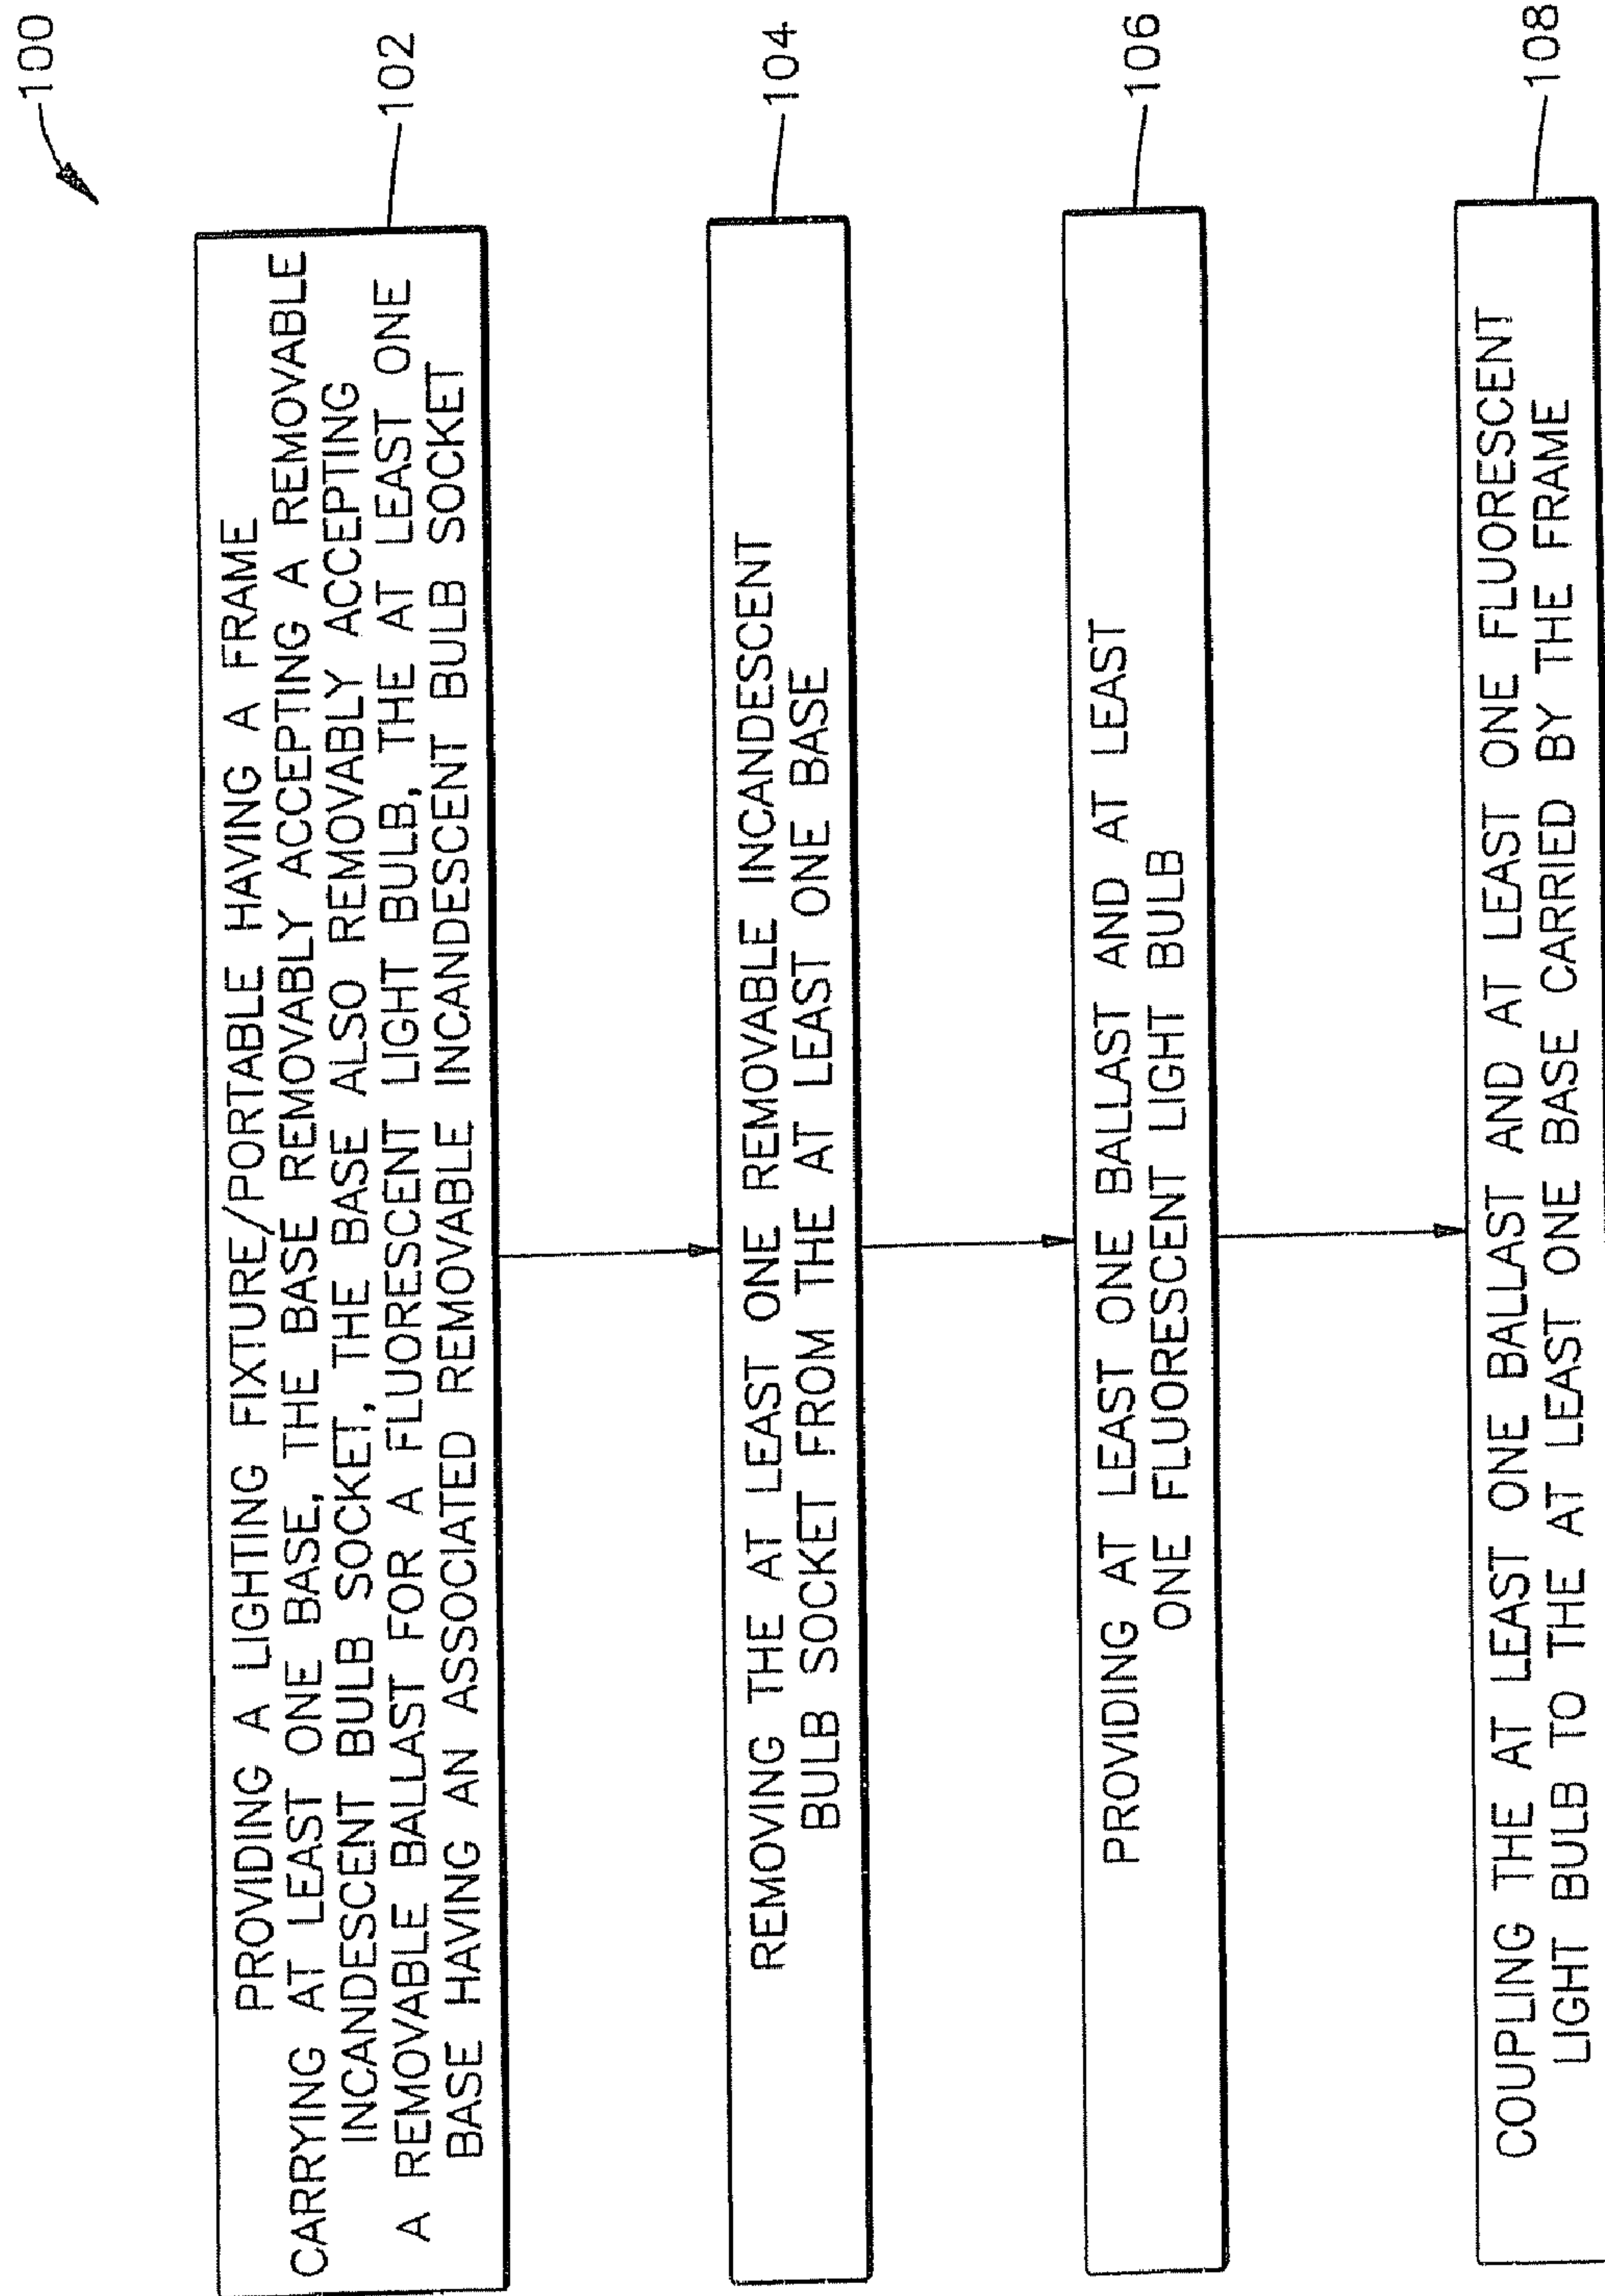 100
PROVIDING A LIGHTING FIXTURE/PORTABLE HAVING A FRAME
CARRYING AT LEAST ONE BASE, THE BASE REMOVABLY ACCEPTING A REMOVABLE
INCANDESCENT BULB SOCKET, THE BASE ALSO REMOVABLY ACCEPTING
A REMOVABLE BALLAST FOR A FLUORESCENT LIGHT BULB, THE AT LEAST ONE
BASE HAVING AN ASSOCIATED REMOVABLE INCANDESCENT BULB SOCKET
102
REMOVING THE AT LEAST ONE REMOVABLE INCANDESCENT
BULB SOCKET FROM THE AT LEAST ONE BASE
104
PROVIDING AT LEAST ONE BALLAST AND AT LEAST
ONE FLUORESCENT LIGHT BULB
106
COUPLING THE AT LEAST ONE BALLAST AND AT LEAST ONE FLUORESCENT
LIGHT BULB TO THE AT LEAST ONE BASE CARRIED BY THE FRAME
108